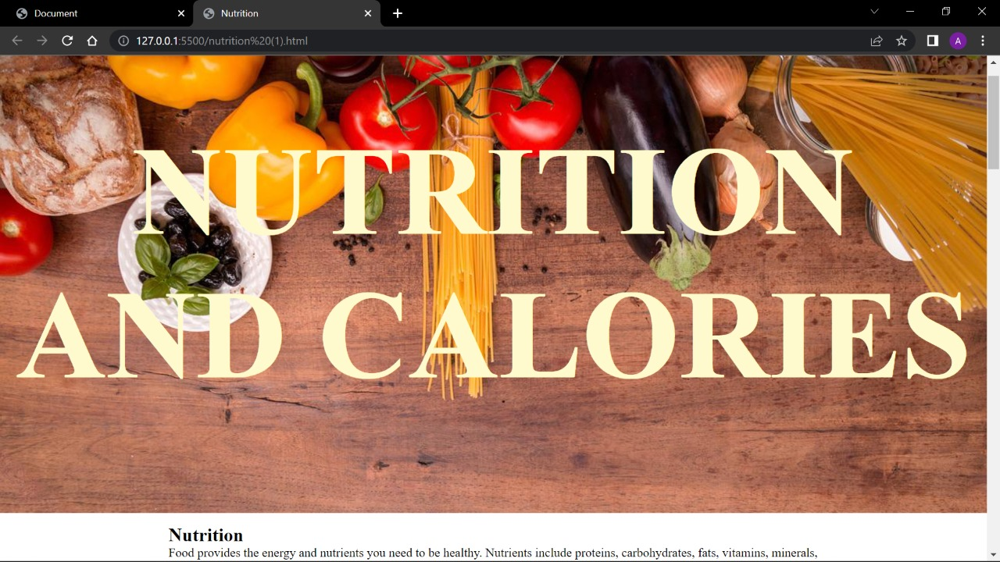 Document
Nutrition
127.0.0.1:5500/nutrition%20(1).html
A
NUTRITION
AND CALORIES
Nutrition
Food provides the energy and nutrients you need to be healthy. Nutrients include proteins, carbohydrates, fats, vitamins, minerals,